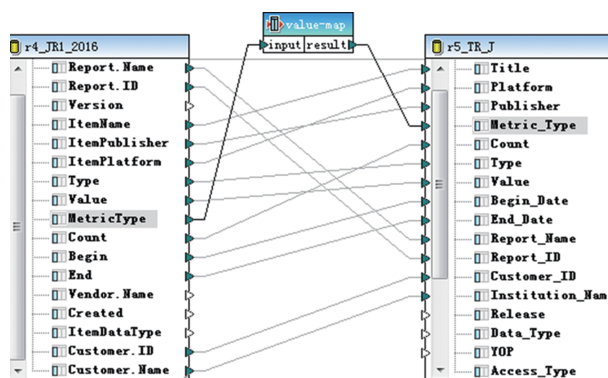 value-map
input result
r4_JR1_2016
Report.Name
Report.ID
Version
ItemName
ItemPublisher
ItemPlatform
Type
Value
MetricType
Count
Begin
End
Vendor.Name
Created
ItemDataType
Customer.ID
Customer.Name
r5_TR_J
Title
Platform
Publisher
Metric_Type
Count
Type
Value
Begin_Date
End_Date
Report_Name
Report_ID
Customer_ID
Institution_Nam
Release
Data_Type
YOP
Access_Type